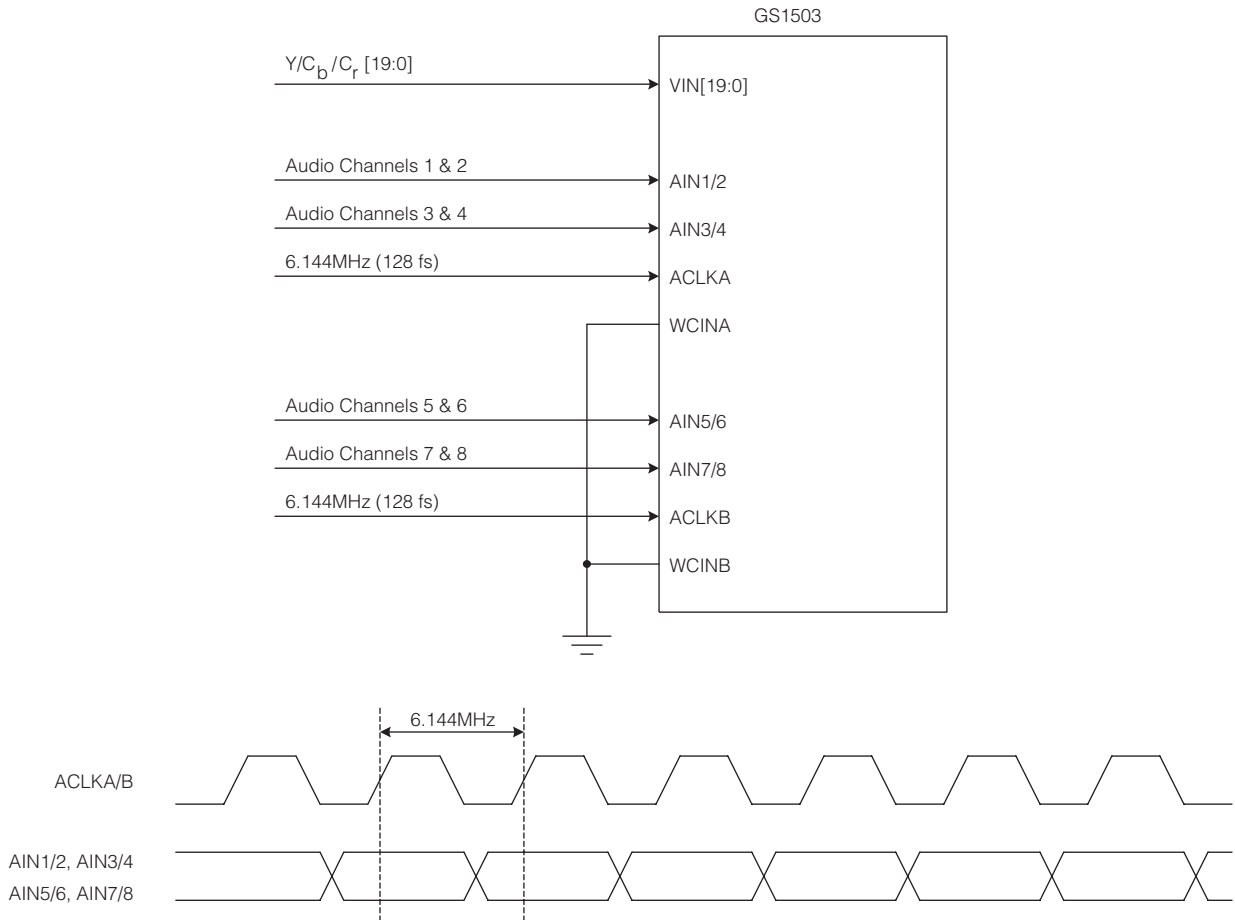 GS1503
Y/Cb/Cr [19:0]
VIN[19:0]
Audio Channels 1 & 2
AIN1/2
Audio Channels 3 & 4
AIN3/4
6.144MHz (128 fs)
ACLKA
WCINA
Audio Channels 5 & 6
AIN5/6
Audio Channels 7 & 8
AIN7/8
6.144MHz (128 fs)
ACLKB
WCINB
6.144MHz
ACLKA/B
AIN1/2, AIN3/4
AIN5/6, AIN7/8